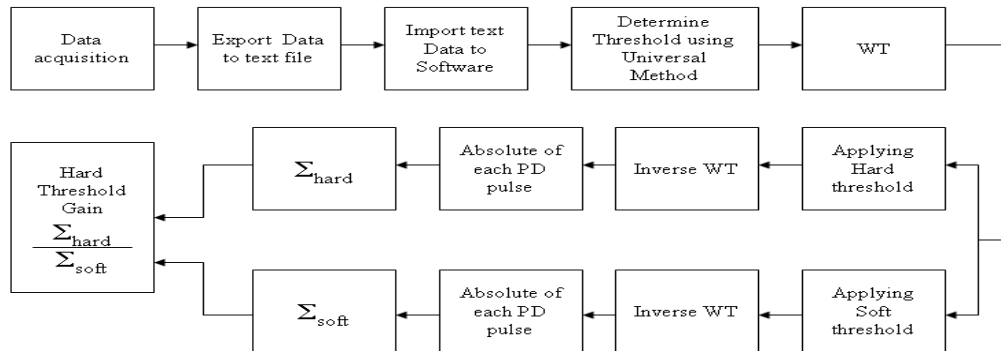 Data
acquisition
Export Data
to text file
Import text
Data to
Software
Determine
Threshold using
Universal
Method
WT
Hard
Threshold
Gain
Σhard
Σsoft
Σhard
Absolute of
each PD
pulse
Inverse WT
Applying
Hard
threshold
Σsoft
Absolute of
each PD
pulse
Inverse WT
Applying
Soft
threshold